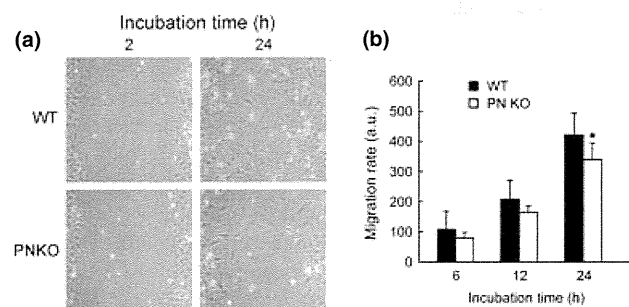 Incubation time (h)
(a)
2
24
WT
PNKO
(b)
WT
PN KO
600
500
400
300
200
100
0
*
Migration rate (a.u.)
6
12
24
Incubation time (h)